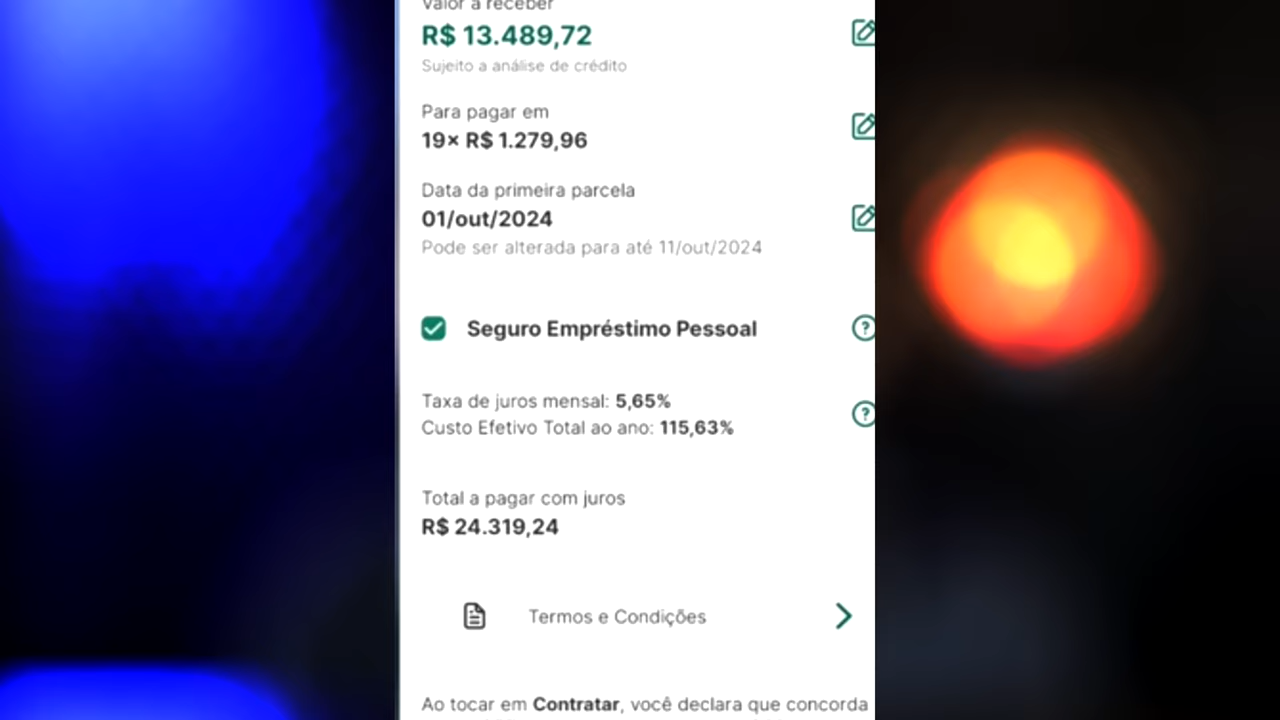 Valor a receber
R$ 13.489,72
Sujeito a análise de crédito
Para pagar em
19× R$ 1.279,96
Data da primeira parcela
01/out/2024
Pode ser alterada para até 11/out/2024
Seguro Empréstimo Pessoal
Taxa de juros mensal: 5,65%
Custo Efetivo Total ao ano: 115,63%
Total a pagar com juros
R$ 24.319,24
Termos e Condições
Ao tocar em Contratar, você declara que concorda